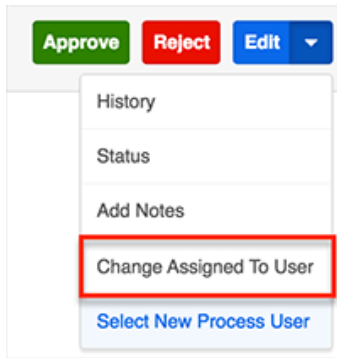 Approve Reject Edit
History
Status
Add Notes
Change Assigned To User
Select New Process User